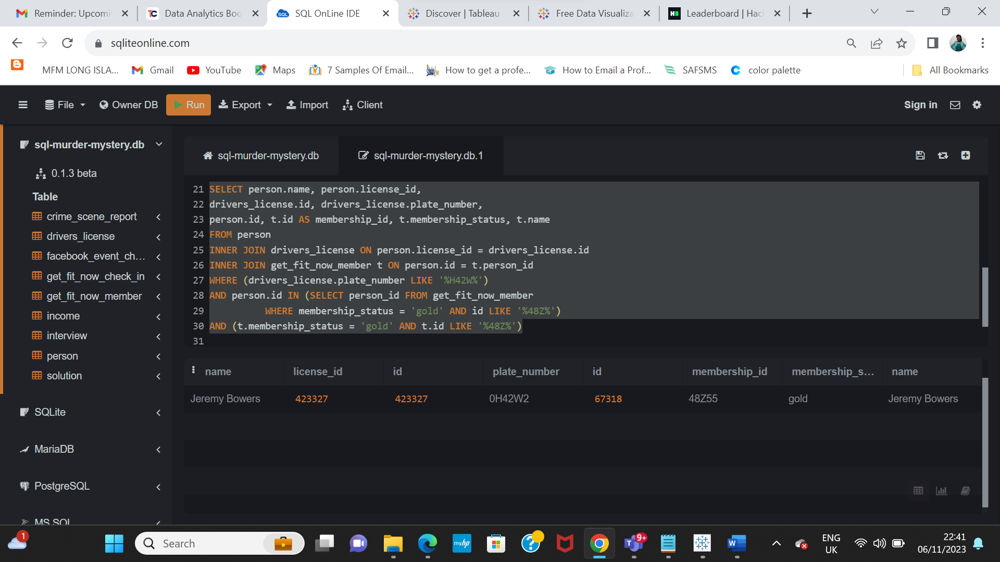 Reminder: Upcomi
Data Analytics Boo
SQL OnLine IDE
Discover | Tableau
Free Data Visualiza
Leaderboard | Hac
sqliteonline.com
MFM LONG ISLA...
Gmail
YouTube
Maps
7 Samples Of Email...
How to get a profe...
How to Email a Prof...
SAFSMS
color palette
All Bookmarks
File
Owner DB
Run
Export
Import
Client
Sign in
sql-murder-mystery.db
0.1.3 beta
Table
crime_scene_report
drivers_license
facebook_event_ch...
get_fit_now_check_in
get_fit_now_member
income
interview
person
solution
SQLite
MariaDB
PostgreSQL
MS SQL
sql-murder-mystery.db
sql-murder-mystery.db.1
21 SELECT person.name, person.license_id,
22 drivers_license.id, drivers_license.plate_number,
23 person.id, t.id AS membership_id, t.membership_status, t.name
24 FROM person
25 INNER JOIN drivers_license ON person.license_id = drivers_license.id
26 INNER JOIN get_fit_now_member t ON person.id = t.person_id
27 WHERE (drivers_license.plate_number LIKE '%H42W%')
28 AND person.id IN (SELECT person_id FROM get_fit_now_member
29 WHERE membership_status = 'gold' AND id LIKE '%48Z%')
30 AND (t.membership_status = 'gold' AND t.id LIKE '%48Z%')
31
name license_id id plate_number id membership_id membership_s... name
Jeremy Bowers 423327 423327 0H42W2 67318 48Z55 gold Jeremy Bowers
1
Search
myhp
9+
ENG
UK
22:41
06/11/2023